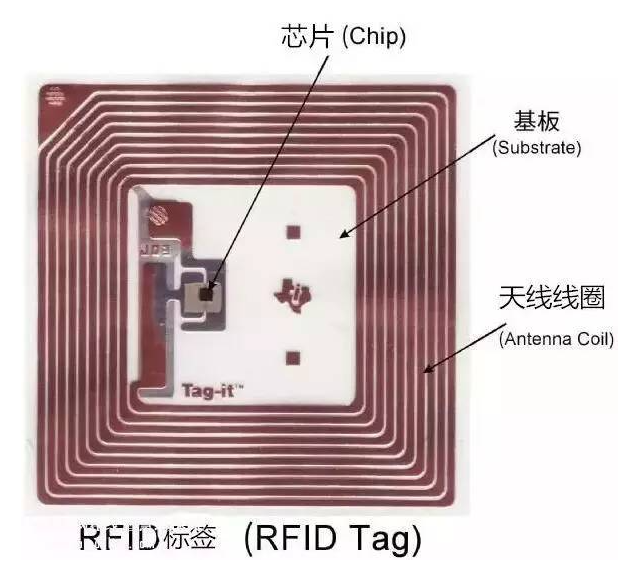 芯片 (Chip)
基板
(Substrate)
天线线圈
(Antenna Coil)
Tag-it™
RFID标签 (RFID Tag)